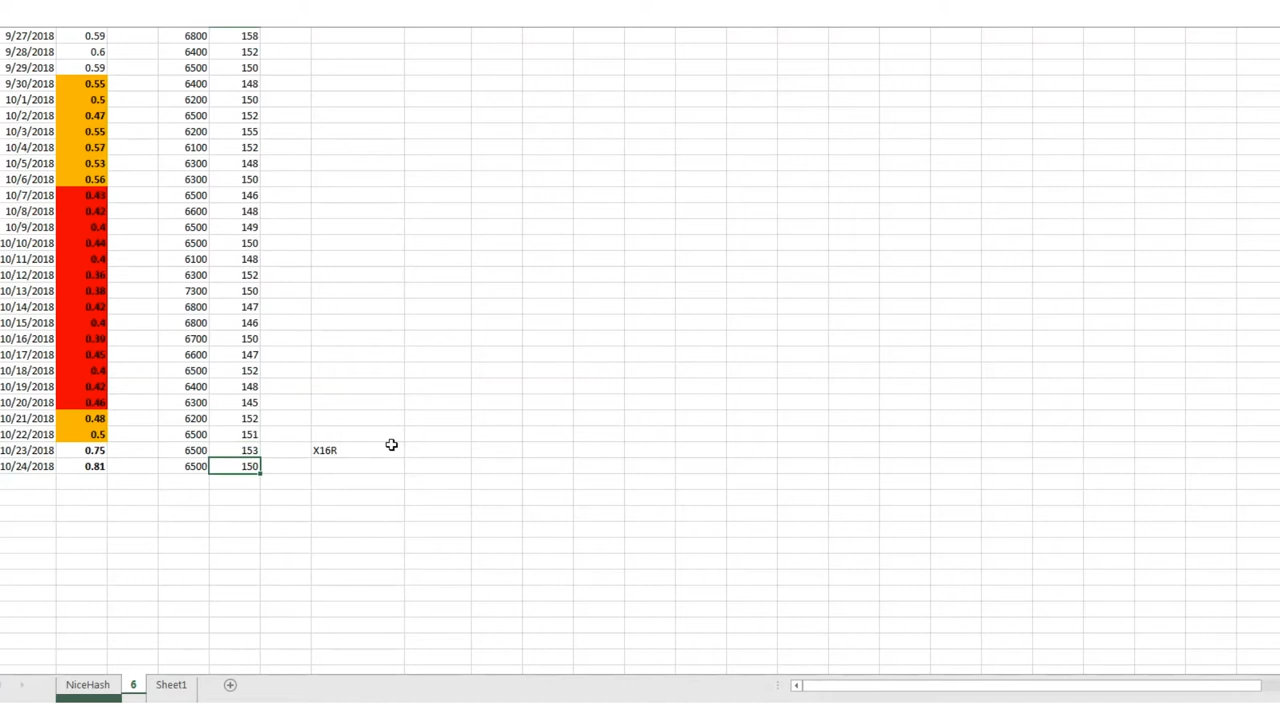 9/27/2018 0.59 6800 158
9/28/2018 0.6 6400 152
9/29/2018 0.59 6500 150
9/30/2018 0.55 6400 148
10/1/2018 0.5 6200 150
10/2/2018 0.47 6500 152
10/3/2018 0.55 6200 155
10/4/2018 0.57 6100 152
10/5/2018 0.53 6300 148
10/6/2018 0.56 6300 150
10/7/2018 0.43 6500 146
10/8/2018 0.42 6600 148
10/9/2018 0.4 6500 149
10/10/2018 0.44 6500 150
10/11/2018 0.4 6100 148
10/12/2018 0.36 6300 152
10/13/2018 0.38 7300 150
10/14/2018 0.42 6800 147
10/15/2018 0.4 6800 146
10/16/2018 0.39 6700 150
10/17/2018 0.45 6600 147
10/18/2018 0.4 6500 152
10/19/2018 0.42 6400 148
10/20/2018 0.46 6300 145
10/21/2018 0.48 6200 152
10/22/2018 0.5 6500 151
10/23/2018 0.75 6500 153 X16R
10/24/2018 0.81 6500 150
NiceHash 6 Sheet1